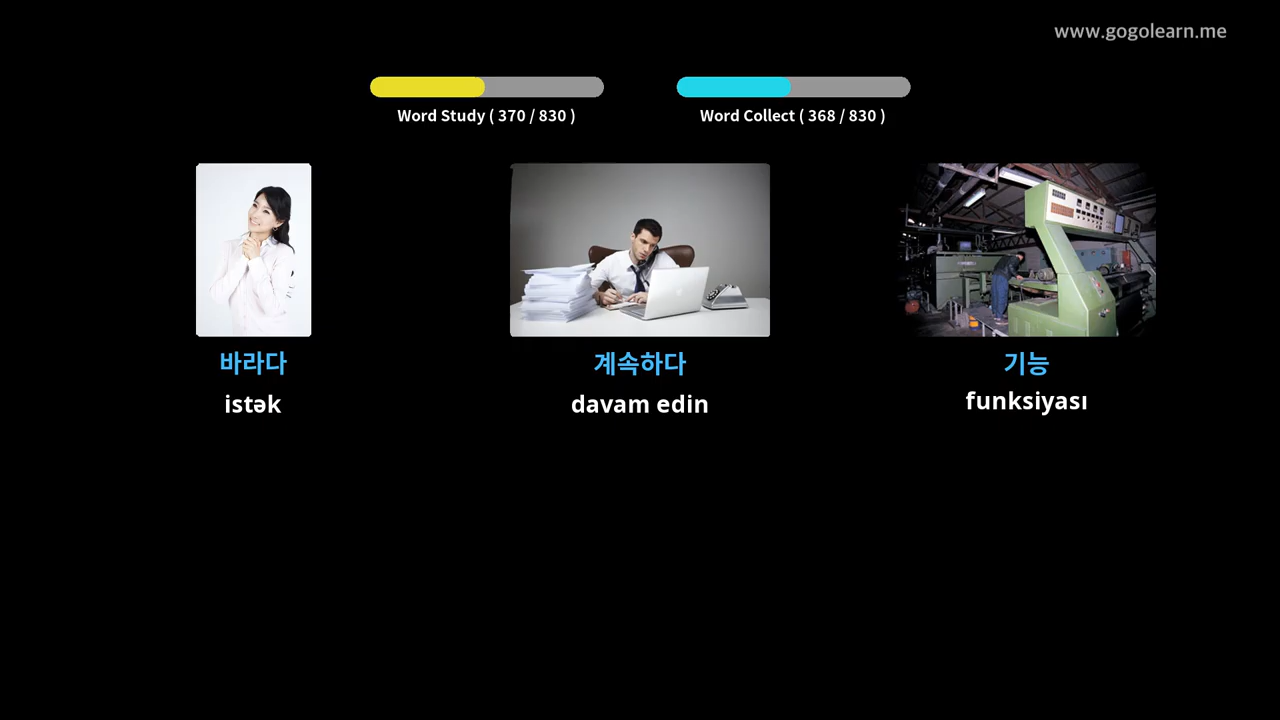 www.gogolearn.me
Word Study ( 370 / 830 )
Word Collect ( 368 / 830 )
바라다
istək
계속하다
davam edin
기능
funksiyası